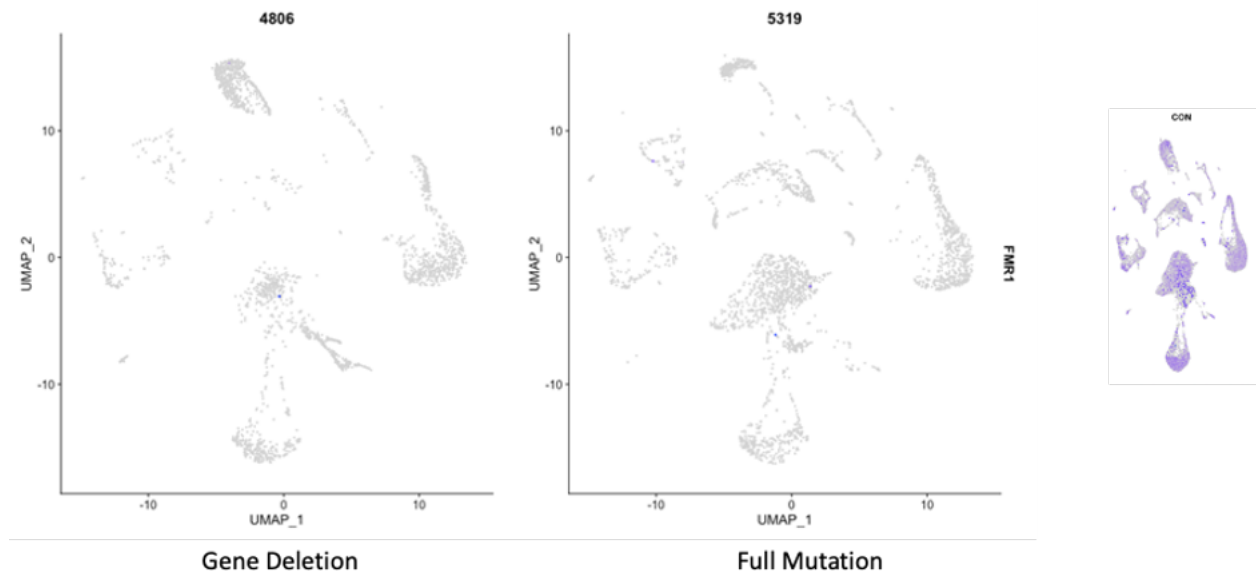 4806
5319
CON
10
0
-10
UMAP_2
-10
0
10
UMAP_1
10
0
-10
UMAP_2
-10
0
10
UMAP_1
FMR1
Gene Deletion
Full Mutation